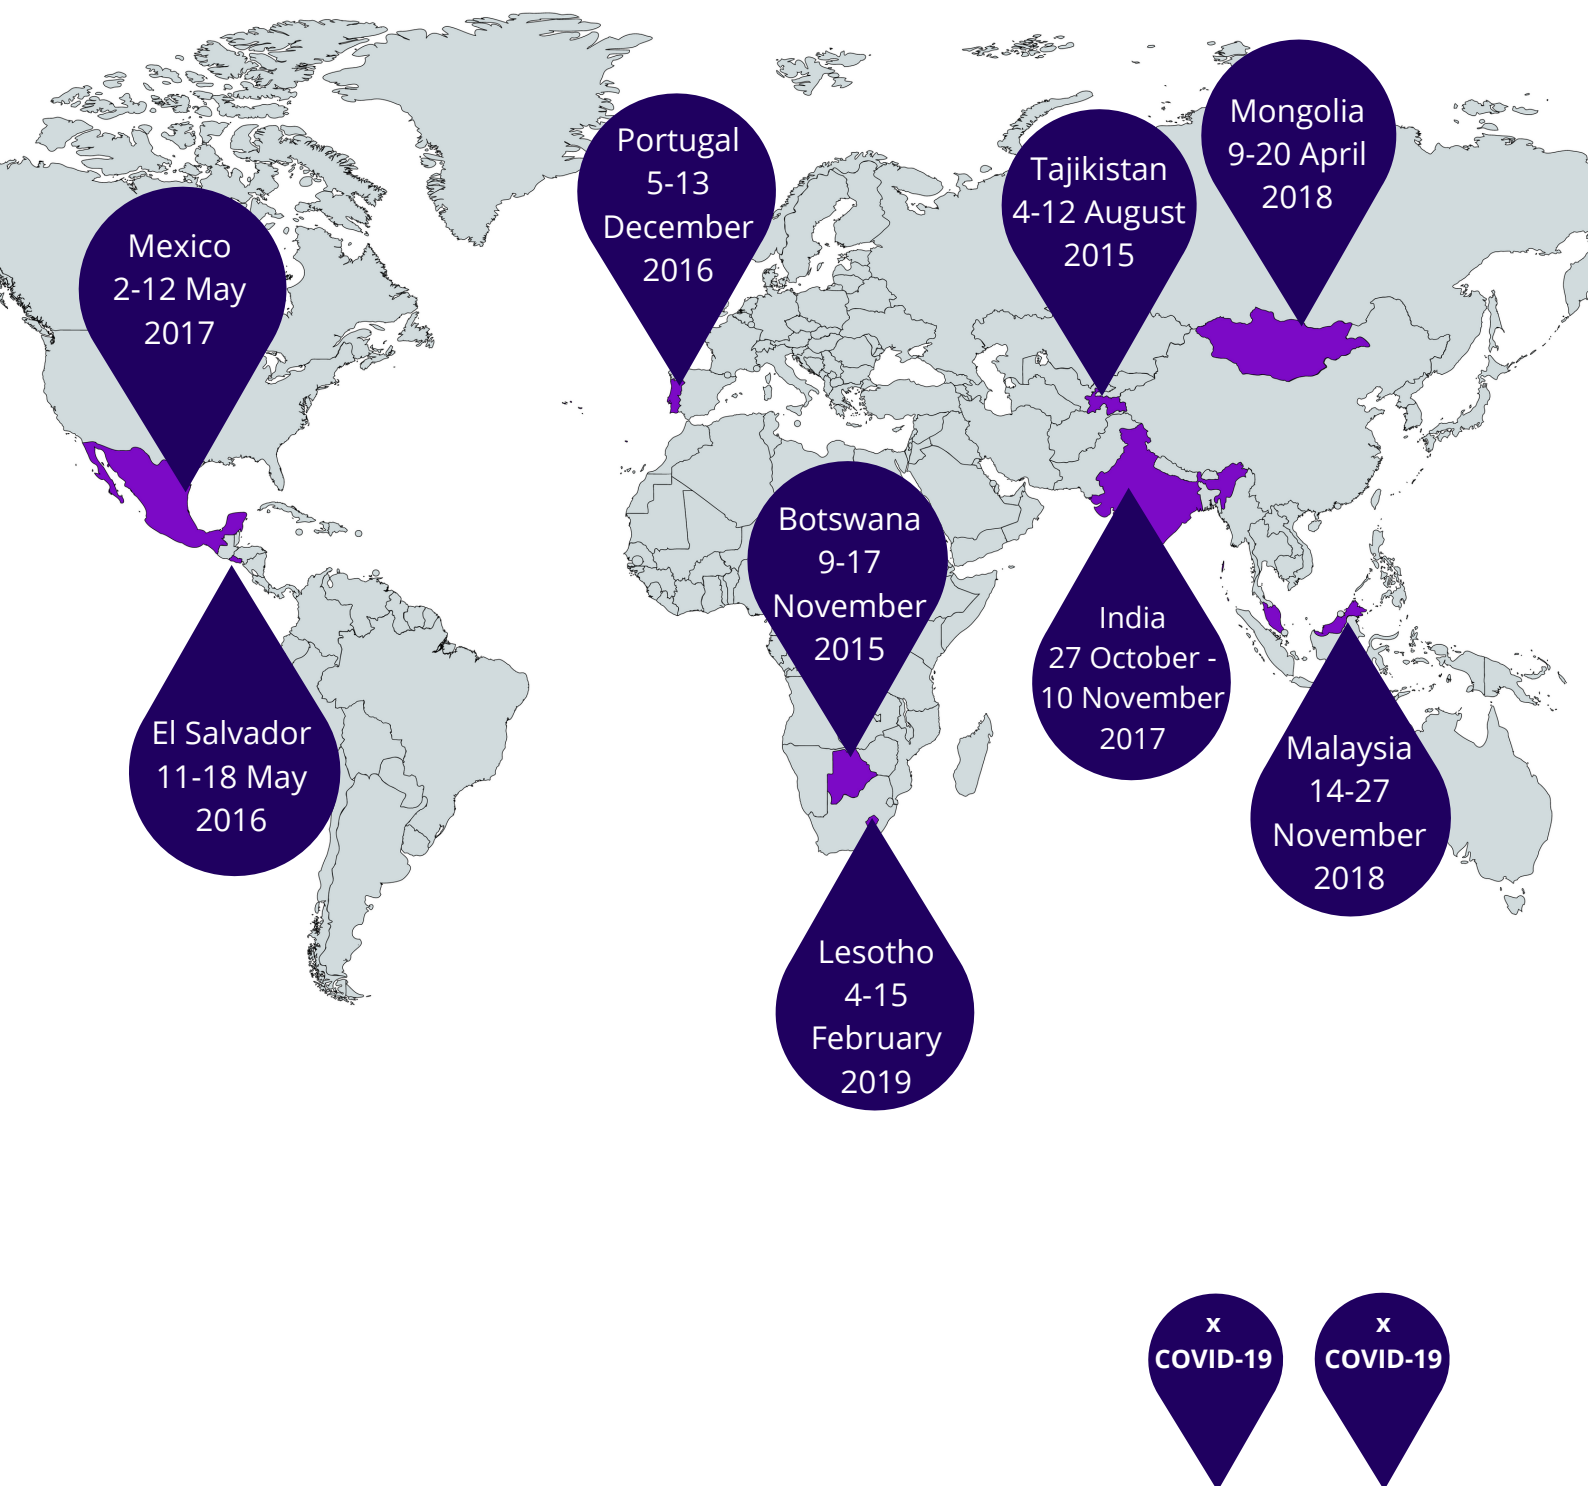 Mongolia
9-20 April
2018
Portugal
5-13
December
2016
Tajikistan
4-12 August
2015
Mexico
2-12 May
2017
Botswana
9-17
November
2015
India
27 October -
10 November
2017
El Salvador
11-18 May
2016
Malaysia
14-27
November
2018
Lesotho
4-15
February
2019
x
COVID-19
x
COVID-19